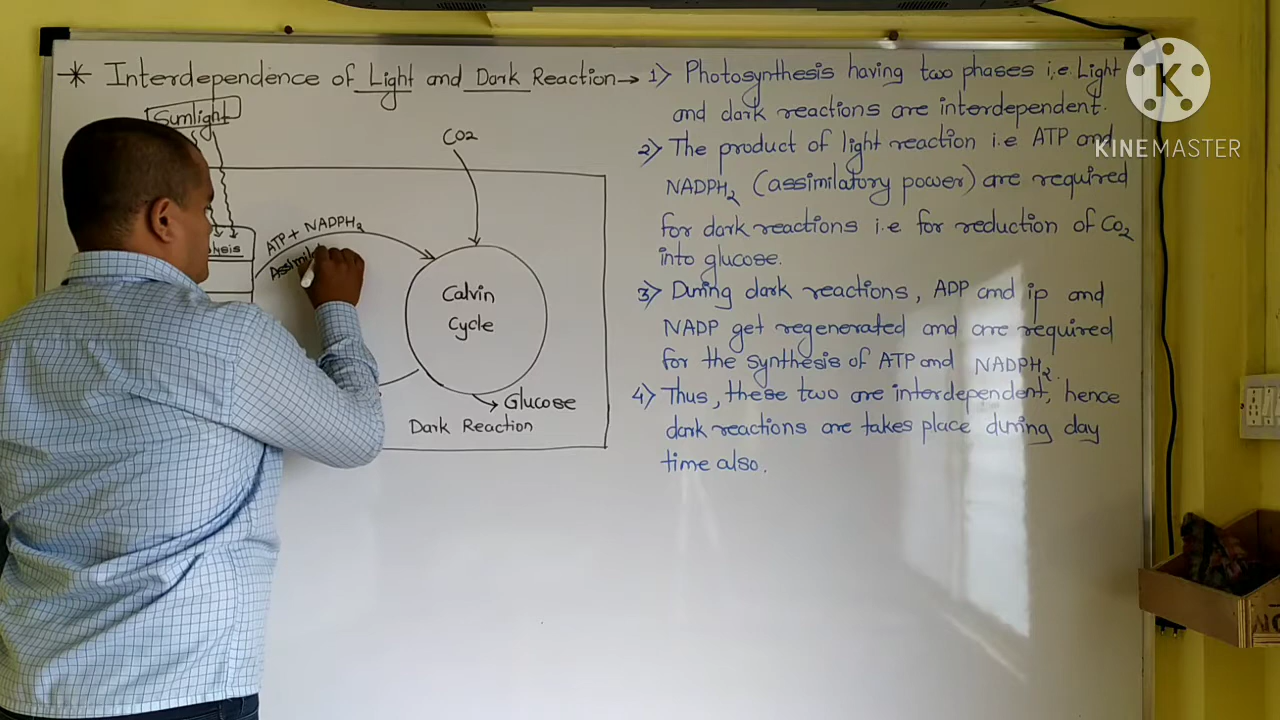 * Interdependence of Light and Dark Reaction →
Sunlight
CO2
ATP + NADPH2
Calvin
Cycle
Glucose
Dark Reaction
1) Photosynthesis having two phases i.e. Light
and dark reactions are interdependent.
2) The product of light reaction i.e ATP and
NADPH2 (assimilatory power) are required
for dark reactions i.e for reduction of CO2
into glucose.
3) During dark reactions, ADP and ip and
NADP get regenerated and are required
for the synthesis of ATP and NADPH2.
4) Thus, these two are interdependent, hence
dark reactions are takes place during day
time also.
K
KINEMASTER